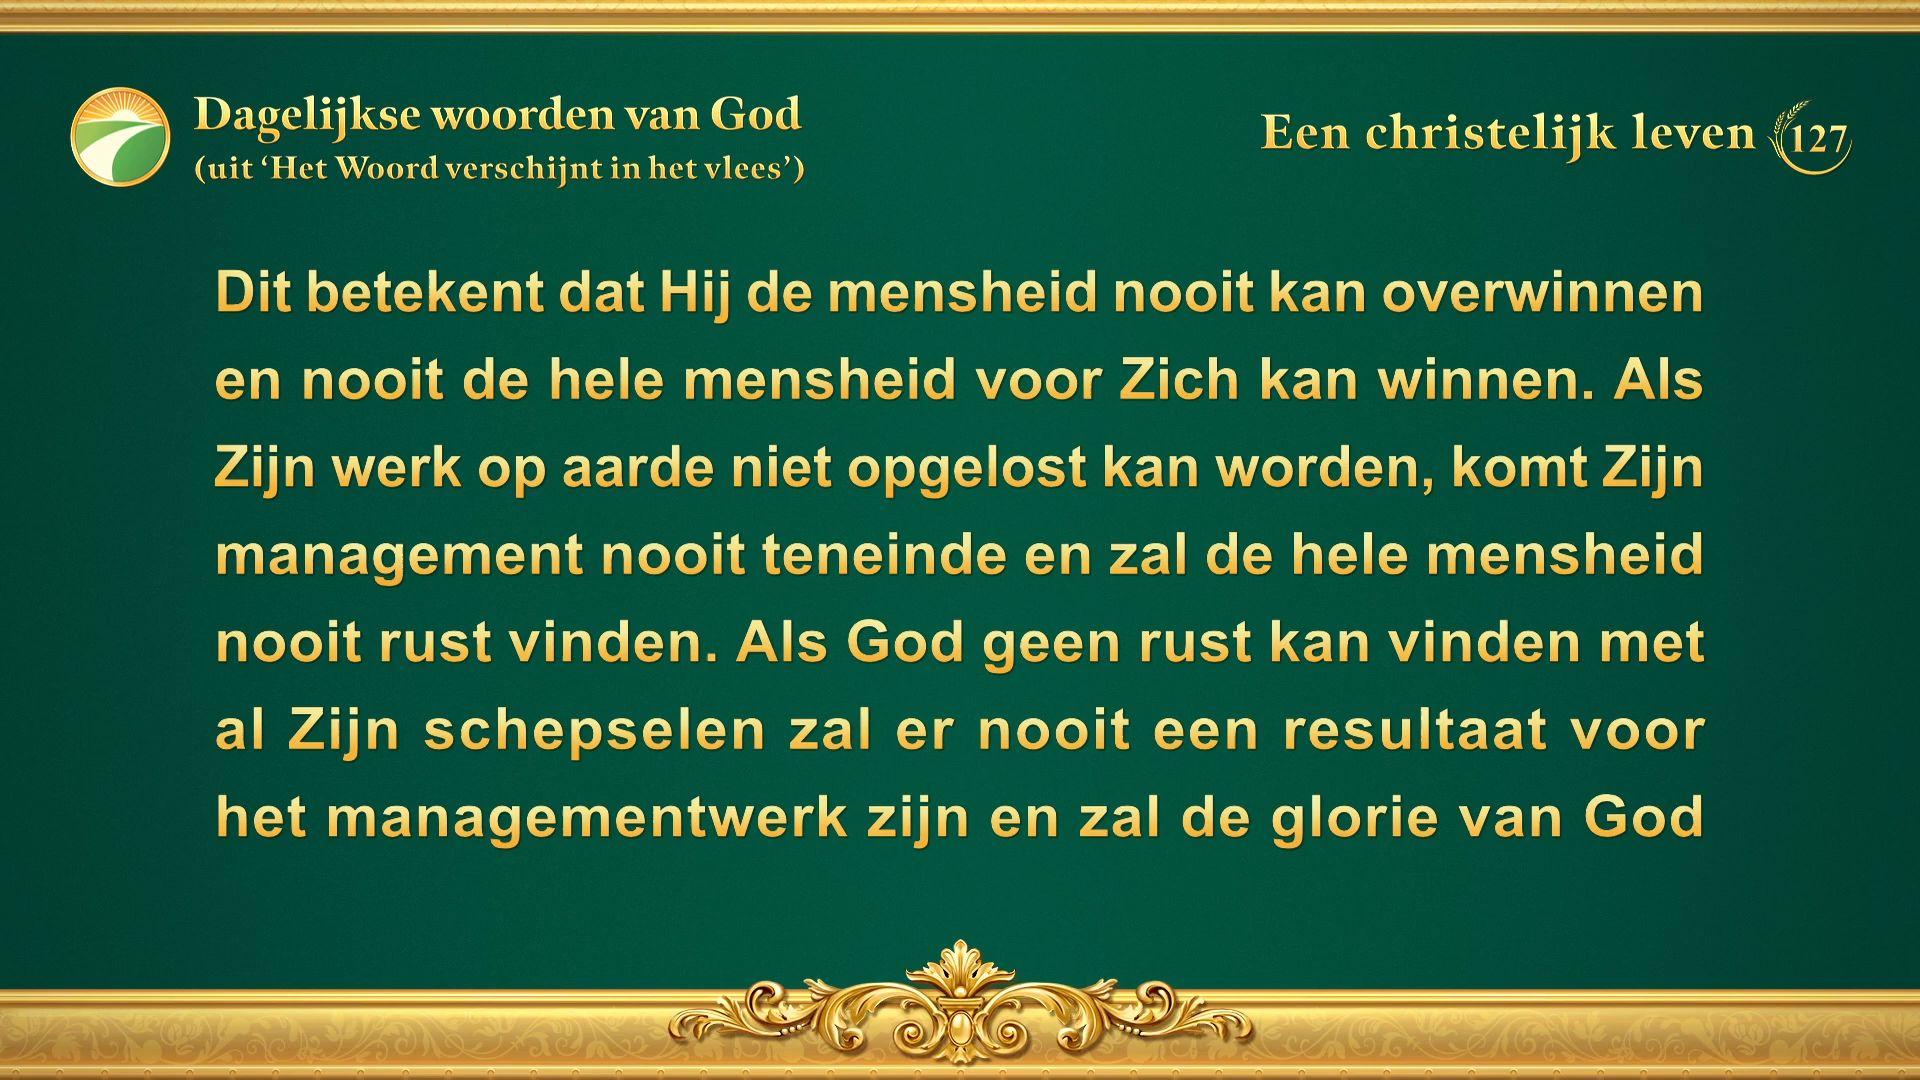 Dagelijkse woorden van God
(uit ‘Het Woord verschijnt in het vlees’)
Een christelijk leven 127
Dit betekent dat Hij de mensheid nooit kan overwinnen
en nooit de hele mensheid voor Zich kan winnen. Als
Zijn werk op aarde niet opgelost kan worden, komt Zijn
management nooit teneinde en zal de hele mensheid
nooit rust vinden. Als God geen rust kan vinden met
al Zijn schepselen zal er nooit een resultaat voor
het managementwerk zijn en zal de glorie van God